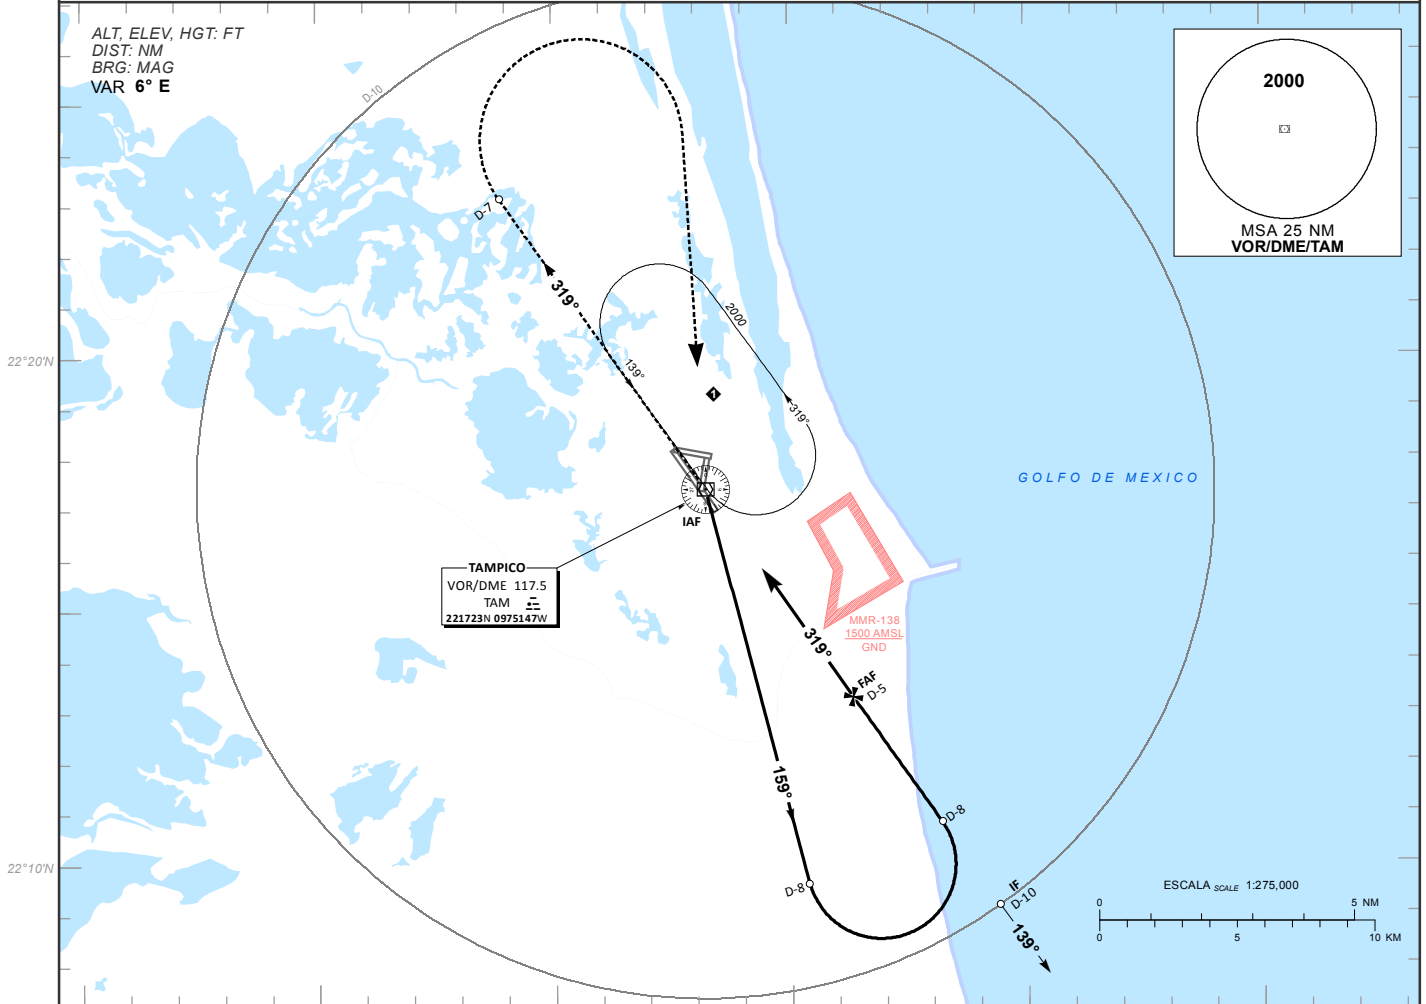 ALT, ELEV, HGT: FT
DIST: NM
BRG: MAG
VAR 6° E
D-10
2000
MSA 25 NM
VOR/DME/TAM
D-7
319°
2000
139°
22°20'N
1
319°
GOLFO DE MEXICO
IAF
TAMPICO
VOR/DME 117.5
TAM
221723N 0975147W
MMR-138
1500 AMSL
GND
319°
FAF
D-5
159°
D-8
D-8
22°10'N
IF
D-10
139°
ESCALA SCALE 1:275,000
0 5 NM
0 5 10 KM